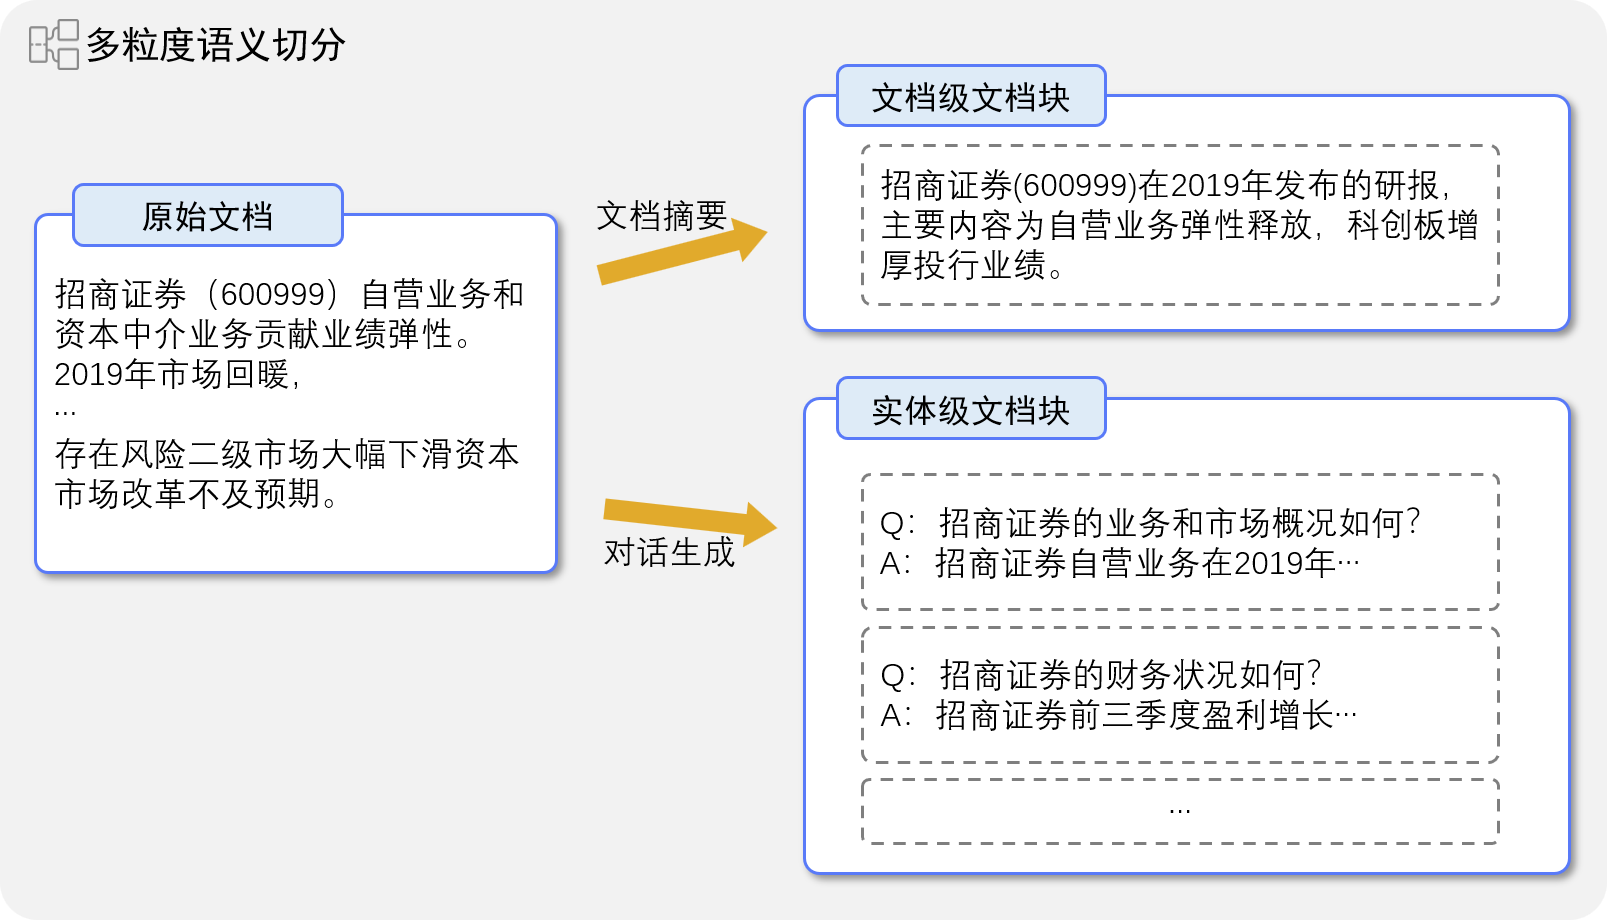 多粒度语义切分
原始文档
招商证券（600999）自营业务和
资本中介业务贡献业绩弹性。
2019年市场回暖，
…
存在风险二级市场大幅下滑资本
市场改革不及预期。
文档摘要
对话生成
文档级文档块
招商证券(600999)在2019年发布的研报，
主要内容为自营业务弹性释放，科创板增
厚投行业绩。
实体级文档块
Q：招商证券的业务和市场概况如何？
A：招商证券自营业务在2019年…
Q：招商证券的财务状况如何？
A：招商证券前三季度盈利增长…
…